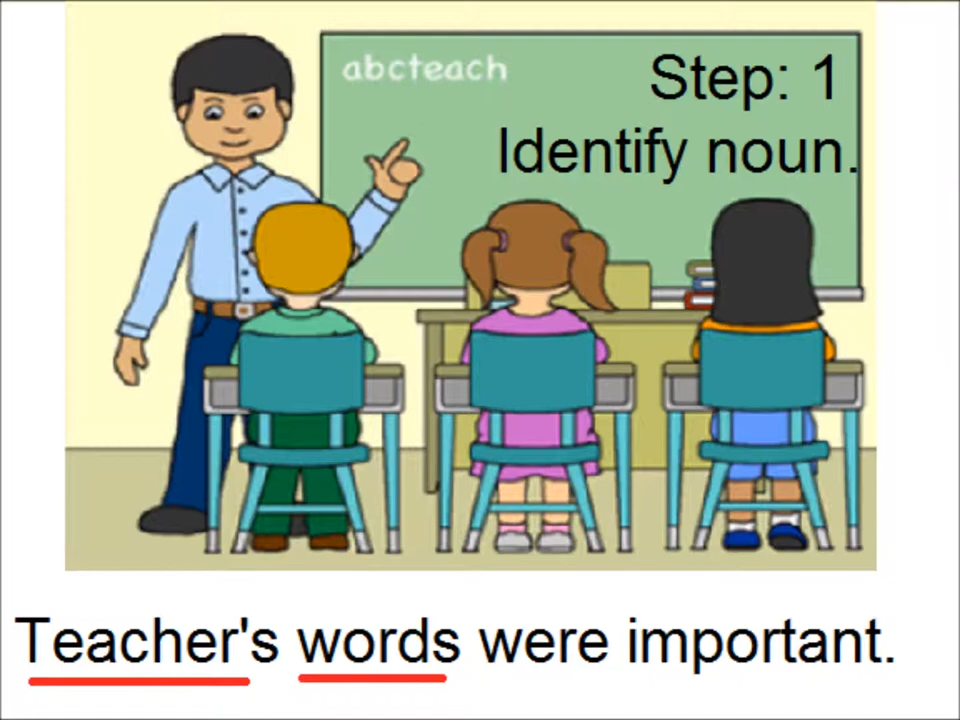 abcteach
Step: 1
Identify noun.
Teacher's words were important.